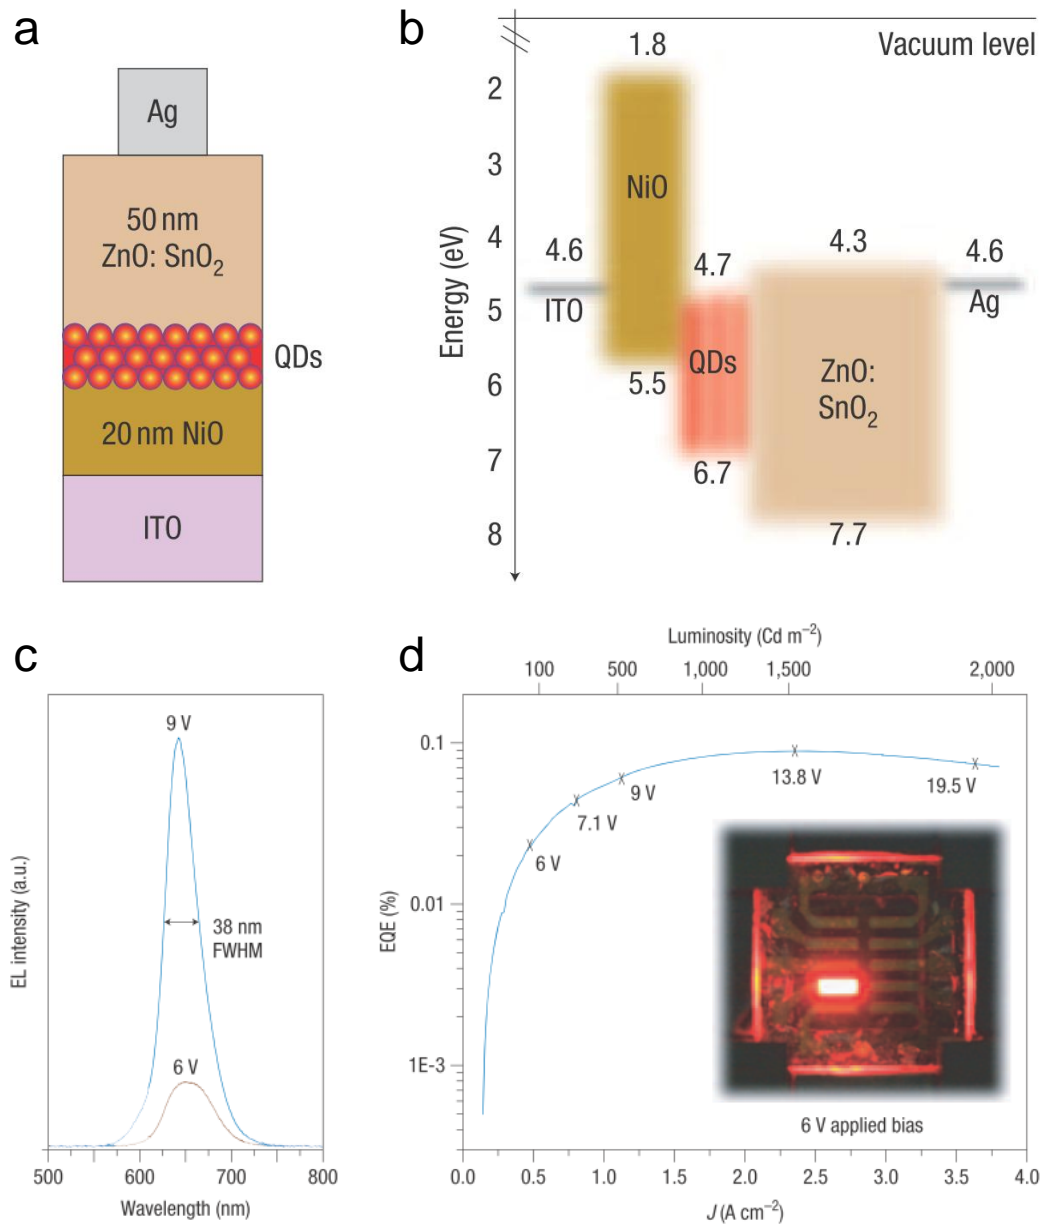 a
Ag
50 nm
ZnO: SnO₂
QDs
20 nm NiO
ITO
b
Vacuum level
1.8
2
3
4
5
6
7
8
Energy (eV)
NiO
5.5
4.6
ITO
4.7
QDs
6.7
4.3
ZnO:
SnO₂
7.7
4.6
Ag
c
9 V
38 nm
FWHM
6 V
EL intensity (a.u.)
500
600
700
800
Wavelength (nm)
d
Luminosity (Cd m⁻²)
100
500
1,000
1,500
2,000
0.1
0.01
1E-3
EQE (%)
6 V
7.1 V
9 V
13.8 V
19.5 V
6 V applied bias
0.0
0.5
1.0
1.5
2.0
2.5
3.0
3.5
4.0
J (A cm⁻²)